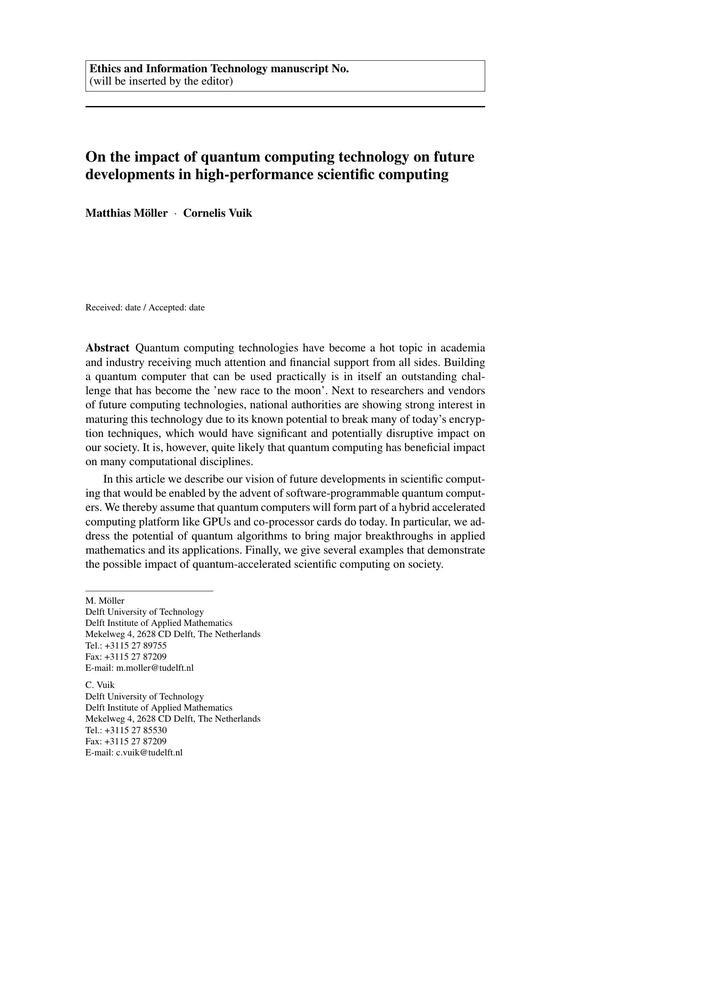 Ethics and Information Technology manuscript No.
(will be inserted by the editor)
On the impact of quantum computing technology on future
developments in high-performance scientific computing
Matthias Möller · Cornelis Vuik
Received: date / Accepted: date
Abstract Quantum computing technologies have become a hot topic in academia
and industry receiving much attention and financial support from all sides. Building
a quantum computer that can be used practically is in itself an outstanding chal-
lenge that has become the 'new race to the moon'. Next to researchers and vendors
of future computing technologies, national authorities are showing strong interest in
maturing this technology due to its known potential to break many of today's encryp-
tion techniques, which would have significant and potentially disruptive impact on
our society. It is, however, quite likely that quantum computing has beneficial impact
on many computational disciplines.
In this article we describe our vision of future developments in scientific comput-
ing that would be enabled by the advent of software-programmable quantum comput-
ers. We thereby assume that quantum computers will form part of a hybrid accelerated
computing platform like GPUs and co-processor cards do today. In particular, we ad-
dress the potential of quantum algorithms to bring major breakthroughs in applied
mathematics and its applications. Finally, we give several examples that demonstrate
the possible impact of quantum-accelerated scientific computing on society.
M. Möller
Delft University of Technology
Delft Institute of Applied Mathematics
Mekelweg 4, 2628 CD Delft, The Netherlands
Tel.: +3115 27 89755
Fax: +3115 27 87209
E-mail: m.moller@tudelft.nl
C. Vuik
Delft University of Technology
Delft Institute of Applied Mathematics
Mekelweg 4, 2628 CD Delft, The Netherlands
Tel.: +3115 27 85530
Fax: +3115 27 87209
E-mail: c.vuik@tudelft.nl